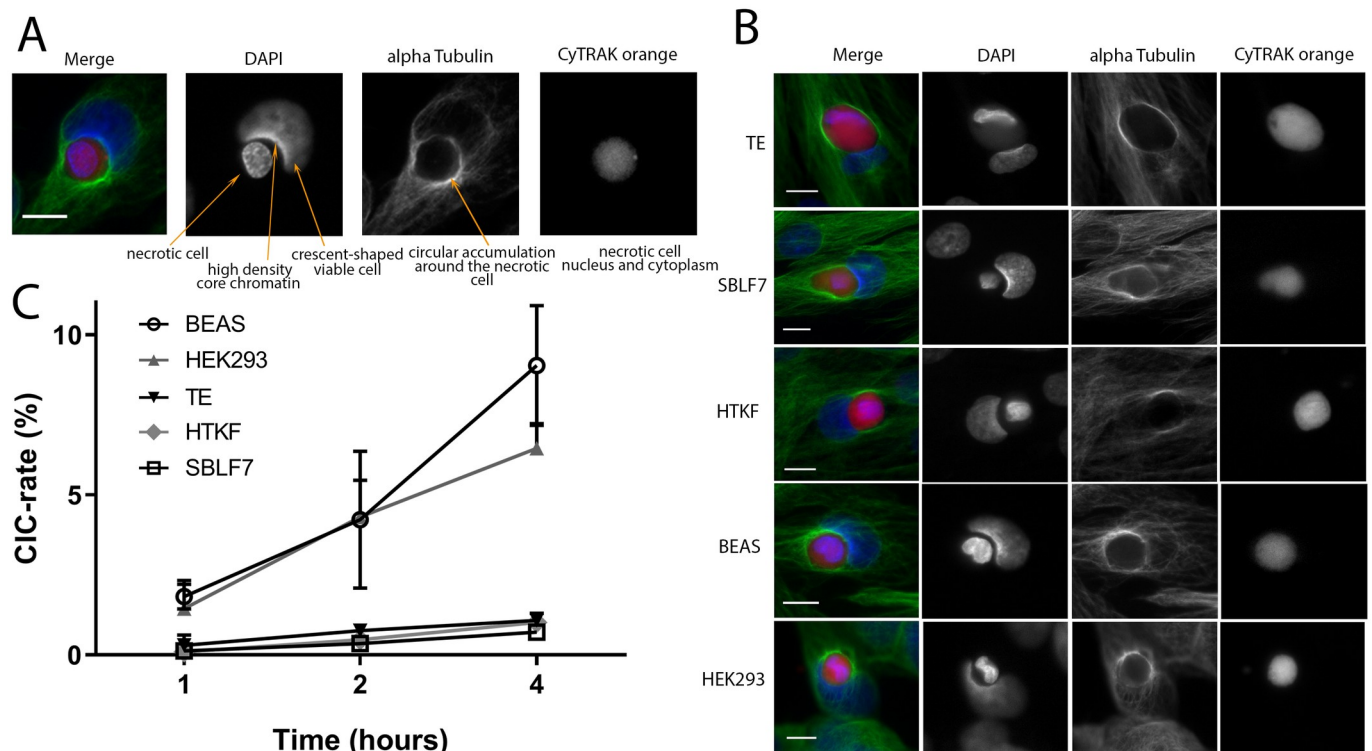 A
Merge
DAPI
alpha Tubulin
CyTRAK orange
necrotic cell
high density
core chromatin
crescent-shaped
viable cell
circular accumulation
around the necrotic
cell
necrotic cell
nucleus and cytoplasm
B
Merge
DAPI
alpha Tubulin
CyTRAK orange
TE
SBLF7
HTKF
BEAS
HEK293
C
BEAS
HEK293
TE
HTKF
SBLF7
CIC-rate (%)
10
5
0
1
2
4
Time (hours)